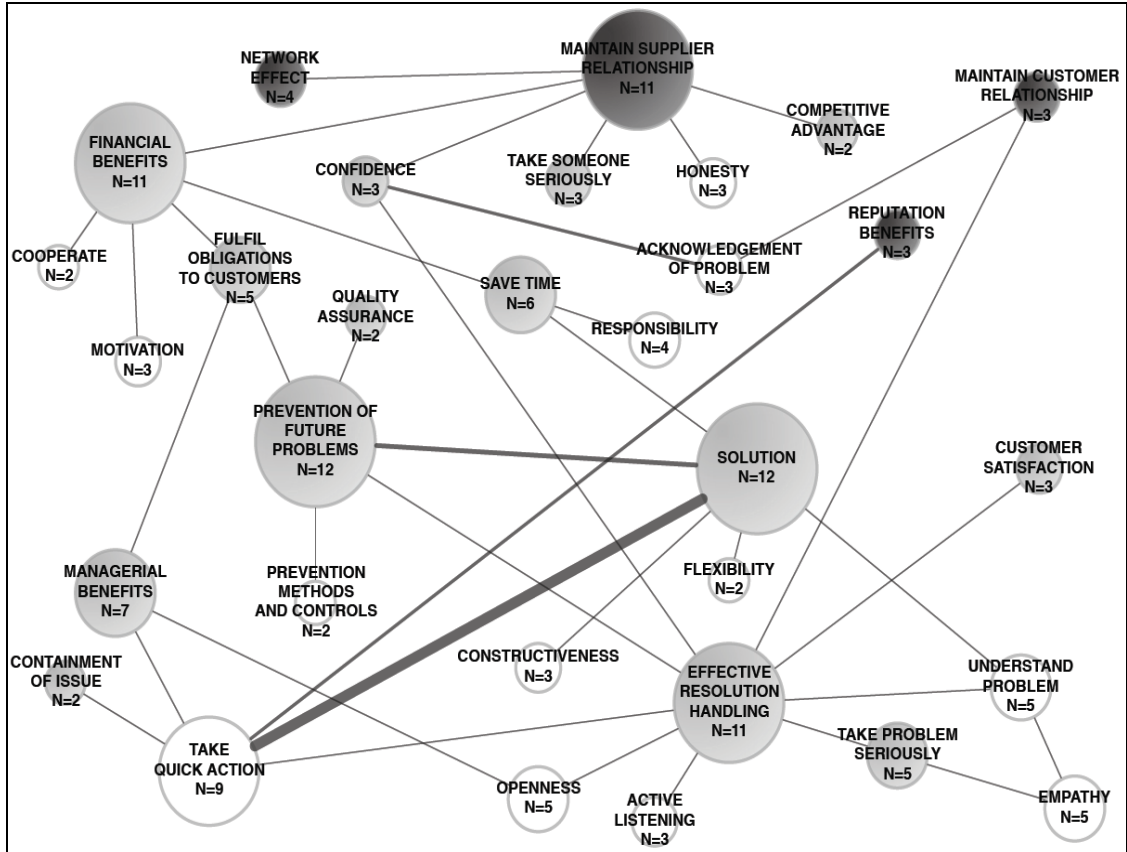 NETWORK
EFFECT
N=4
MAINTAIN SUPPLIER
RELATIONSHIP
N=11
MAINTAIN CUSTOMER
RELATIONSHIP
N=3
COMPETITIVE
ADVANTAGE
N=2
FINANCIAL
BENEFITS
N=11
CONFIDENCE
N=3
TAKE SOMEONE
SERIOUSLY
N=3
HONESTY
N=3
REPUTATION
BENEFITS
N=3
COOPERATE
N=2
FULFIL
OBLIGATIONS
TO CUSTOMERS
N=5
ACKNOWLEDGEMENT
OF PROBLEM
N=3
SAVE TIME
N=6
QUALITY
ASSURANCE
N=2
RESPONSIBILITY
N=4
MOTIVATION
N=3
PREVENTION OF
FUTURE
PROBLEMS
N=12
SOLUTION
N=12
CUSTOMER
SATISFACTION
N=3
MANAGERIAL
BENEFITS
N=7
PREVENTION
METHODS
AND CONTROLS
N=2
FLEXIBILITY
N=2
CONTAINMENT
OF ISSUE
N=2
CONSTRUCTIVENESS
N=3
EFFECTIVE
RESOLUTION
HANDLING
N=11
UNDERSTAND
PROBLEM
N=5
TAKE
QUICK ACTION
N=9
TAKE PROBLEM
SERIOUSLY
N=5
OPENNESS
N=5
ACTIVE
LISTENING
N=3
EMPATHY
N=5